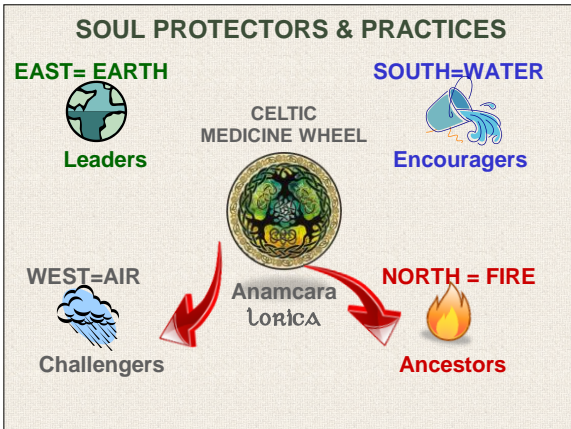 SOUL PROTECTORS & PRACTICES
EAST= EARTH
Leaders
SOUTH=WATER
Encouragers
CELTIC
MEDICINE WHEEL
Anamcara
LORICA
WEST=AIR
Challengers
NORTH = FIRE
Ancestors